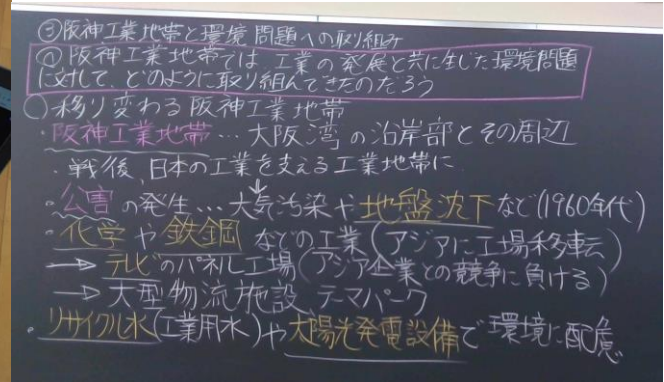 ③阪神工業地帯と環境問題への取り組み
阪神工業地帯では、工業の発展と共に生じた環境問題
に対して、どのように取り組んできたのだろう
○移り変わる阪神工業地帯
・阪神工業地帯…大阪湾の沿岸部とその周辺
・戦後、日本の工業を支える工業地帯に
↓
・公害の発生…大気汚染や地盤沈下など(1960年代)
・化学や鉄鋼などの工業(アジアに工場移転)
→テレビのパネル工場(アジア企業との競争に負ける)
→大型物流施設、テーマパーク
・リサイクル水(工業用水)や太陽光発電設備で環境に配慮